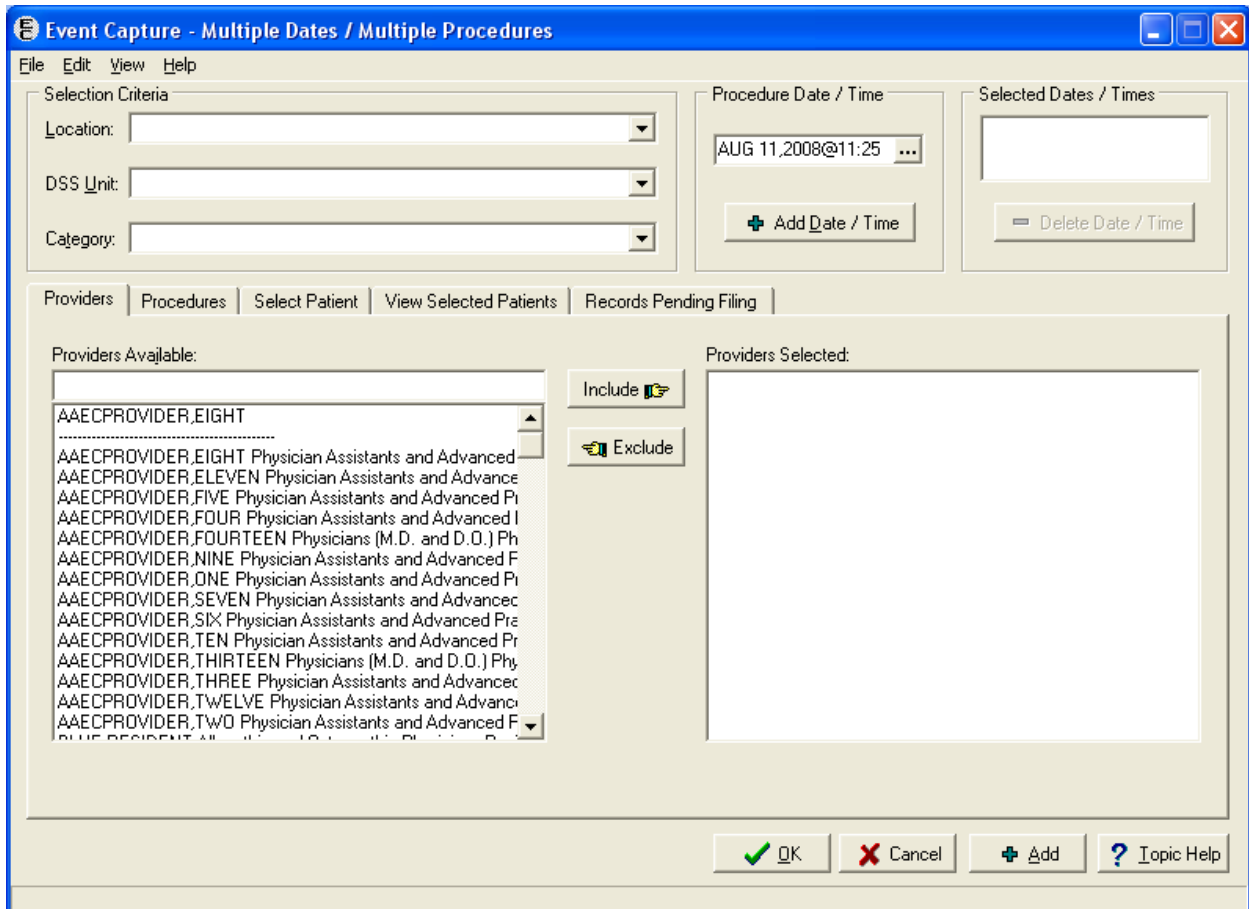 Event Capture - Multiple Dates / Multiple Procedures
File Edit View Help
Selection Criteria
Location:
DSS Unit:
Category:
Procedure Date / Time
AUG 11,2008@11:25 ...
Add Date / Time
Selected Dates / Times
Delete Date / Time
Providers Procedures Select Patient View Selected Patients Records Pending Filing
Providers Available:
AAECPROVIDER,EIGHT
----------------------------------------------
AAECPROVIDER,EIGHT Physician Assistants and Advanced
AAECPROVIDER,ELEVEN Physician Assistants and Advance
AAECPROVIDER,FIVE Physician Assistants and Advanced Pr
AAECPROVIDER,FOUR Physician Assistants and Advanced
AAECPROVIDER,FOURTEEN Physicians (M.D. and D.O.) Ph
AAECPROVIDER,NINE Physician Assistants and Advanced
AAECPROVIDER,ONE Physician Assistants and Advanced Pr
AAECPROVIDER,SEVEN Physician Assistants and Advanced
AAECPROVIDER,SIX Physician Assistants and Advanced Pra
AAECPROVIDER,TEN Physician Assistants and Advanced Pr
AAECPROVIDER,THIRTEEN Physicians (M.D. and D.O.) Phy
AAECPROVIDER,THREE Physician Assistants and Advanced
AAECPROVIDER,TWELVE Physician Assistants and Advance
AAECPROVIDER,TWO Physician Assistants and Advanced
Include
Exclude
Providers Selected:
OK Cancel Add Topic Help